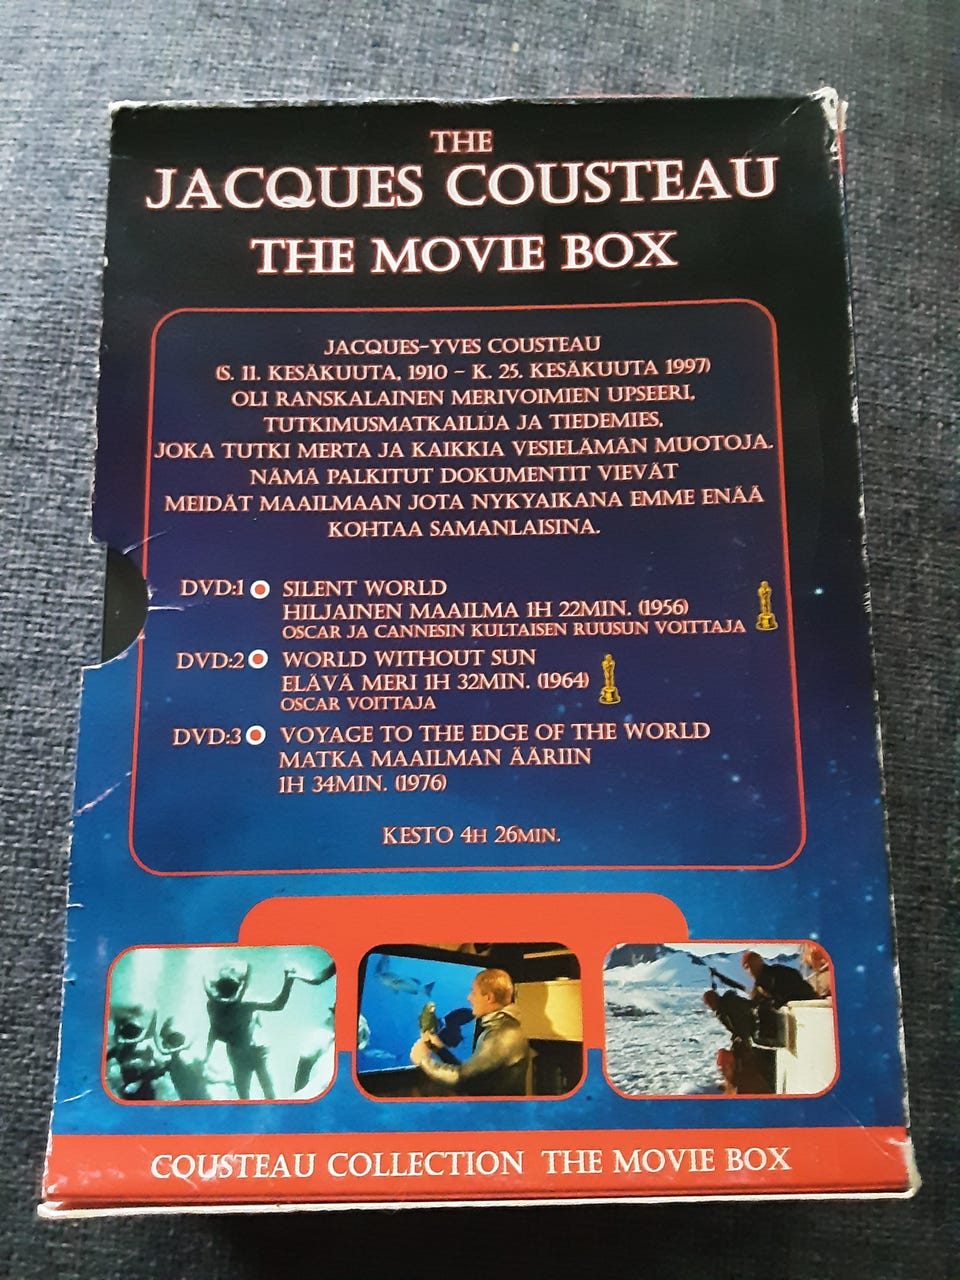 THE
JACQUES COUSTEAU
THE MOVIE BOX
JACQUES-YVES COUSTEAU
(S. 11. KESÄKUUTA, 1910 - K. 25. KESÄKUUTA 1997)
OLI RANSKALAINEN MERIVOIMIEN UPSEERI,
TUTKIMUSMATKAILIJA JA TIEDEMIES,
JOKA TUTKI MERTA JA KAIKKIA VESIELÄMÄN MUOTOJA.
NÄMÄ PALKITUT DOKUMENTIT VIEVÄT
MEIDÄT MAAILMAAN JOTA NYKYAIKANA EMME ENÄÄ
KOHTAA SAMANLAISINA.
DVD:1 SILENT WORLD
HILJAINEN MAAILMA 1H 22MIN. (1956)
OSCAR JA CANNESIN KULTAISEN RUUSUN VOITTAJA
DVD:2 WORLD WITHOUT SUN
ELÄVÄ MERI 1H 32MIN. (1964)
OSCAR VOITTAJA
DVD:3 VOYAGE TO THE EDGE OF THE WORLD
MATKA MAAILMAN ÄÄRIIN
1H 34MIN. (1976)
KESTO 4H 26MIN.
COUSTEAU COLLECTION THE MOVIE BOX